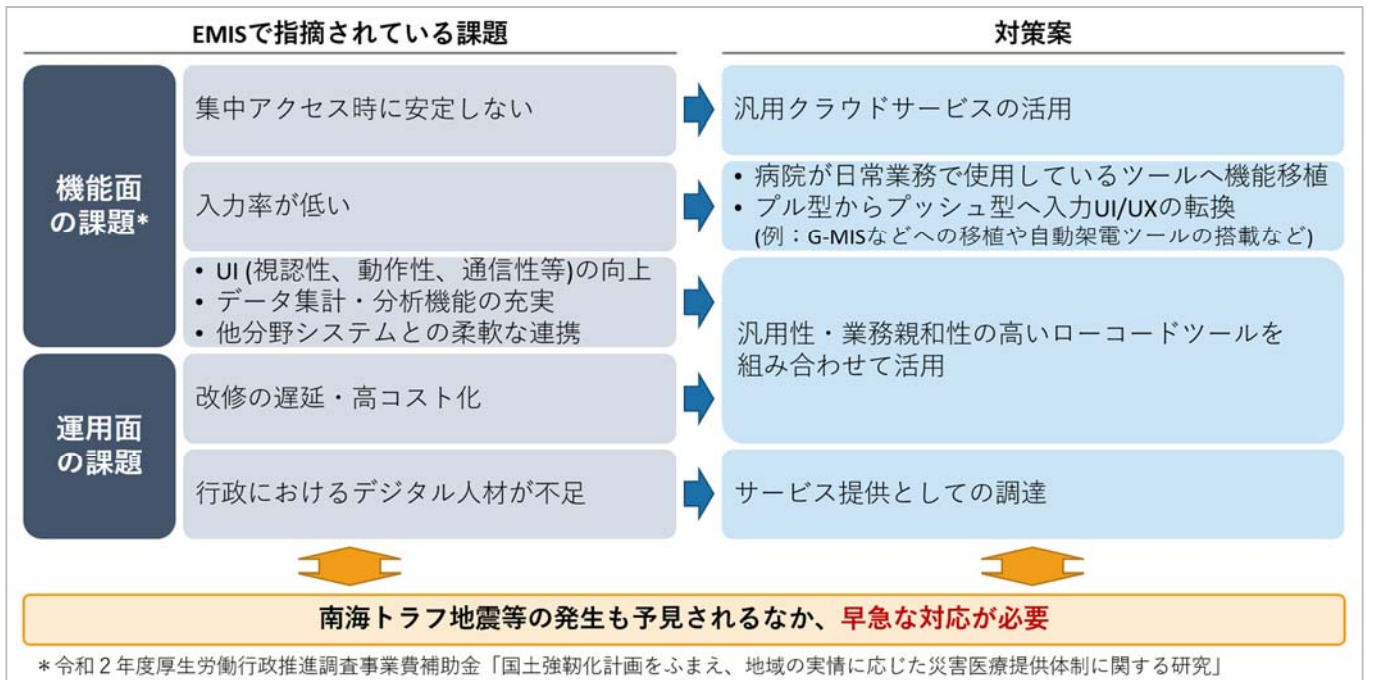 EMISで指摘されている課題
対策案
機能面
の課題*
集中アクセス時に安定しない
汎用クラウドサービスの活用
入力率が低い
• 病院が日常業務で使用しているツールへ機能移植
• プル型からプッシュ型へ入力UI/UXの転換
(例：G-MISなどへの移植や自動架電ツールの搭載など)
• UI (視認性、動作性、通信性等)の向上
• データ集計・分析機能の充実
• 他分野システムとの柔軟な連携
汎用性・業務親和性の高いローコードツールを
組み合わせて活用
運用面
の課題
改修の遅延・高コスト化
行政におけるデジタル人材が不足
サービス提供としての調達
南海トラフ地震等の発生も予見されるなか、早急な対応が必要
＊令和２年度厚生労働行政推進調査事業費補助金「国土強靭化計画をふまえ、地域の実情に応じた災害医療提供体制に関する研究」